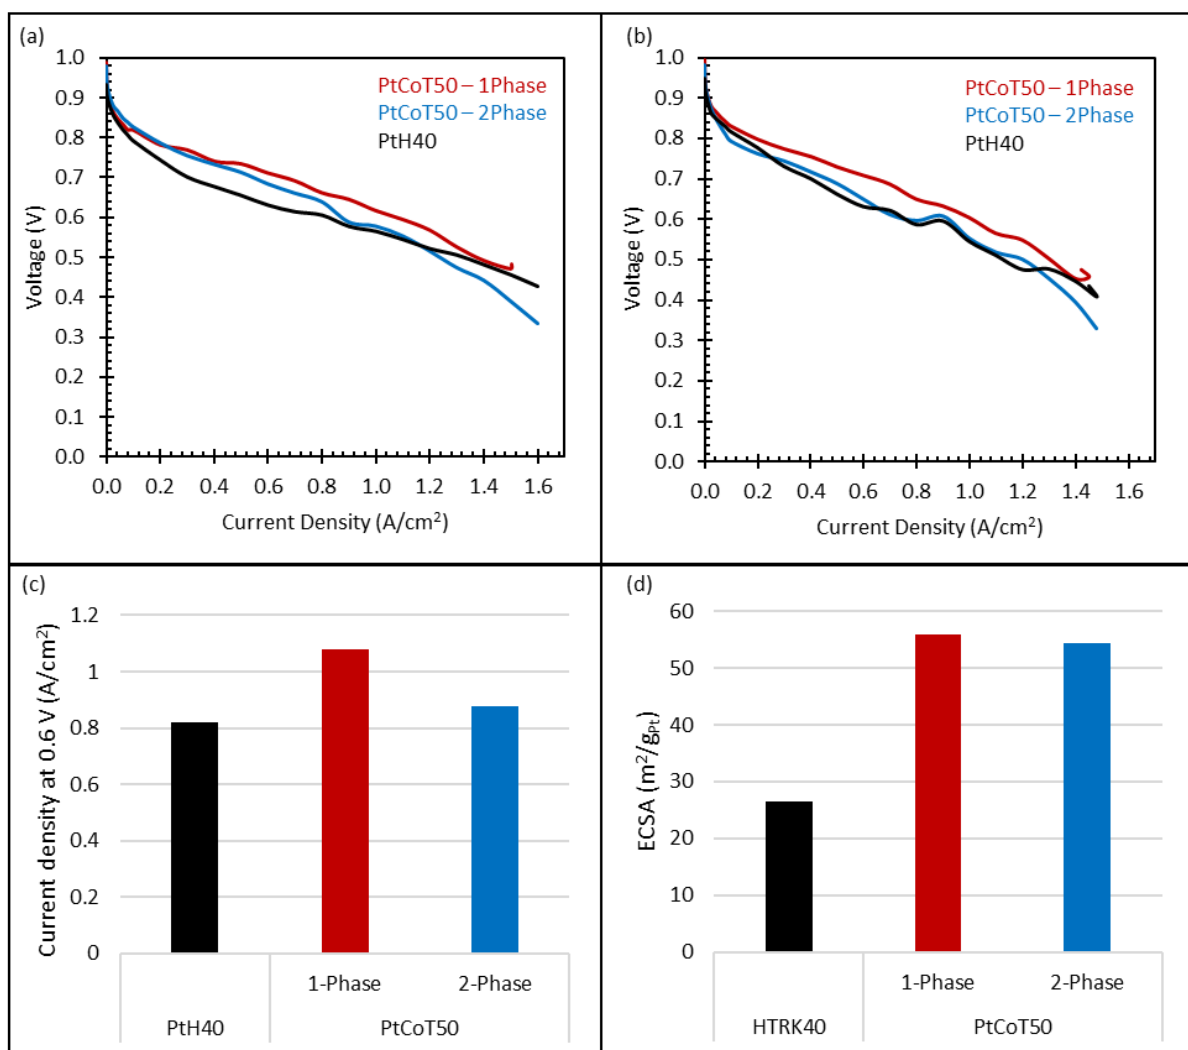 (a)
1.0
0.9
0.8
0.7
0.6
0.5
0.4
0.3
0.2
0.1
0.0
Voltage (V)
PtCoT50 – 1Phase
PtCoT50 – 2Phase
PtH40
0.0 0.2 0.4 0.6 0.8 1.0 1.2 1.4 1.6
Current Density (A/cm²)
(b)
1.0
0.9
0.8
0.7
0.6
0.5
0.4
0.3
0.2
0.1
0.0
Voltage (V)
PtCoT50 – 1Phase
PtCoT50 – 2Phase
PtH40
0.0 0.2 0.4 0.6 0.8 1.0 1.2 1.4 1.6
Current Density (A/cm²)
(c)
1.2
1
0.8
0.6
0.4
0.2
0
Current density at 0.6 V (A/cm²)
1-Phase 2-Phase
PtH40 PtCoT50
(d)
60
50
40
30
20
10
0
ECSA (m²/gPt)
1-Phase 2-Phase
HTRK40 PtCoT50